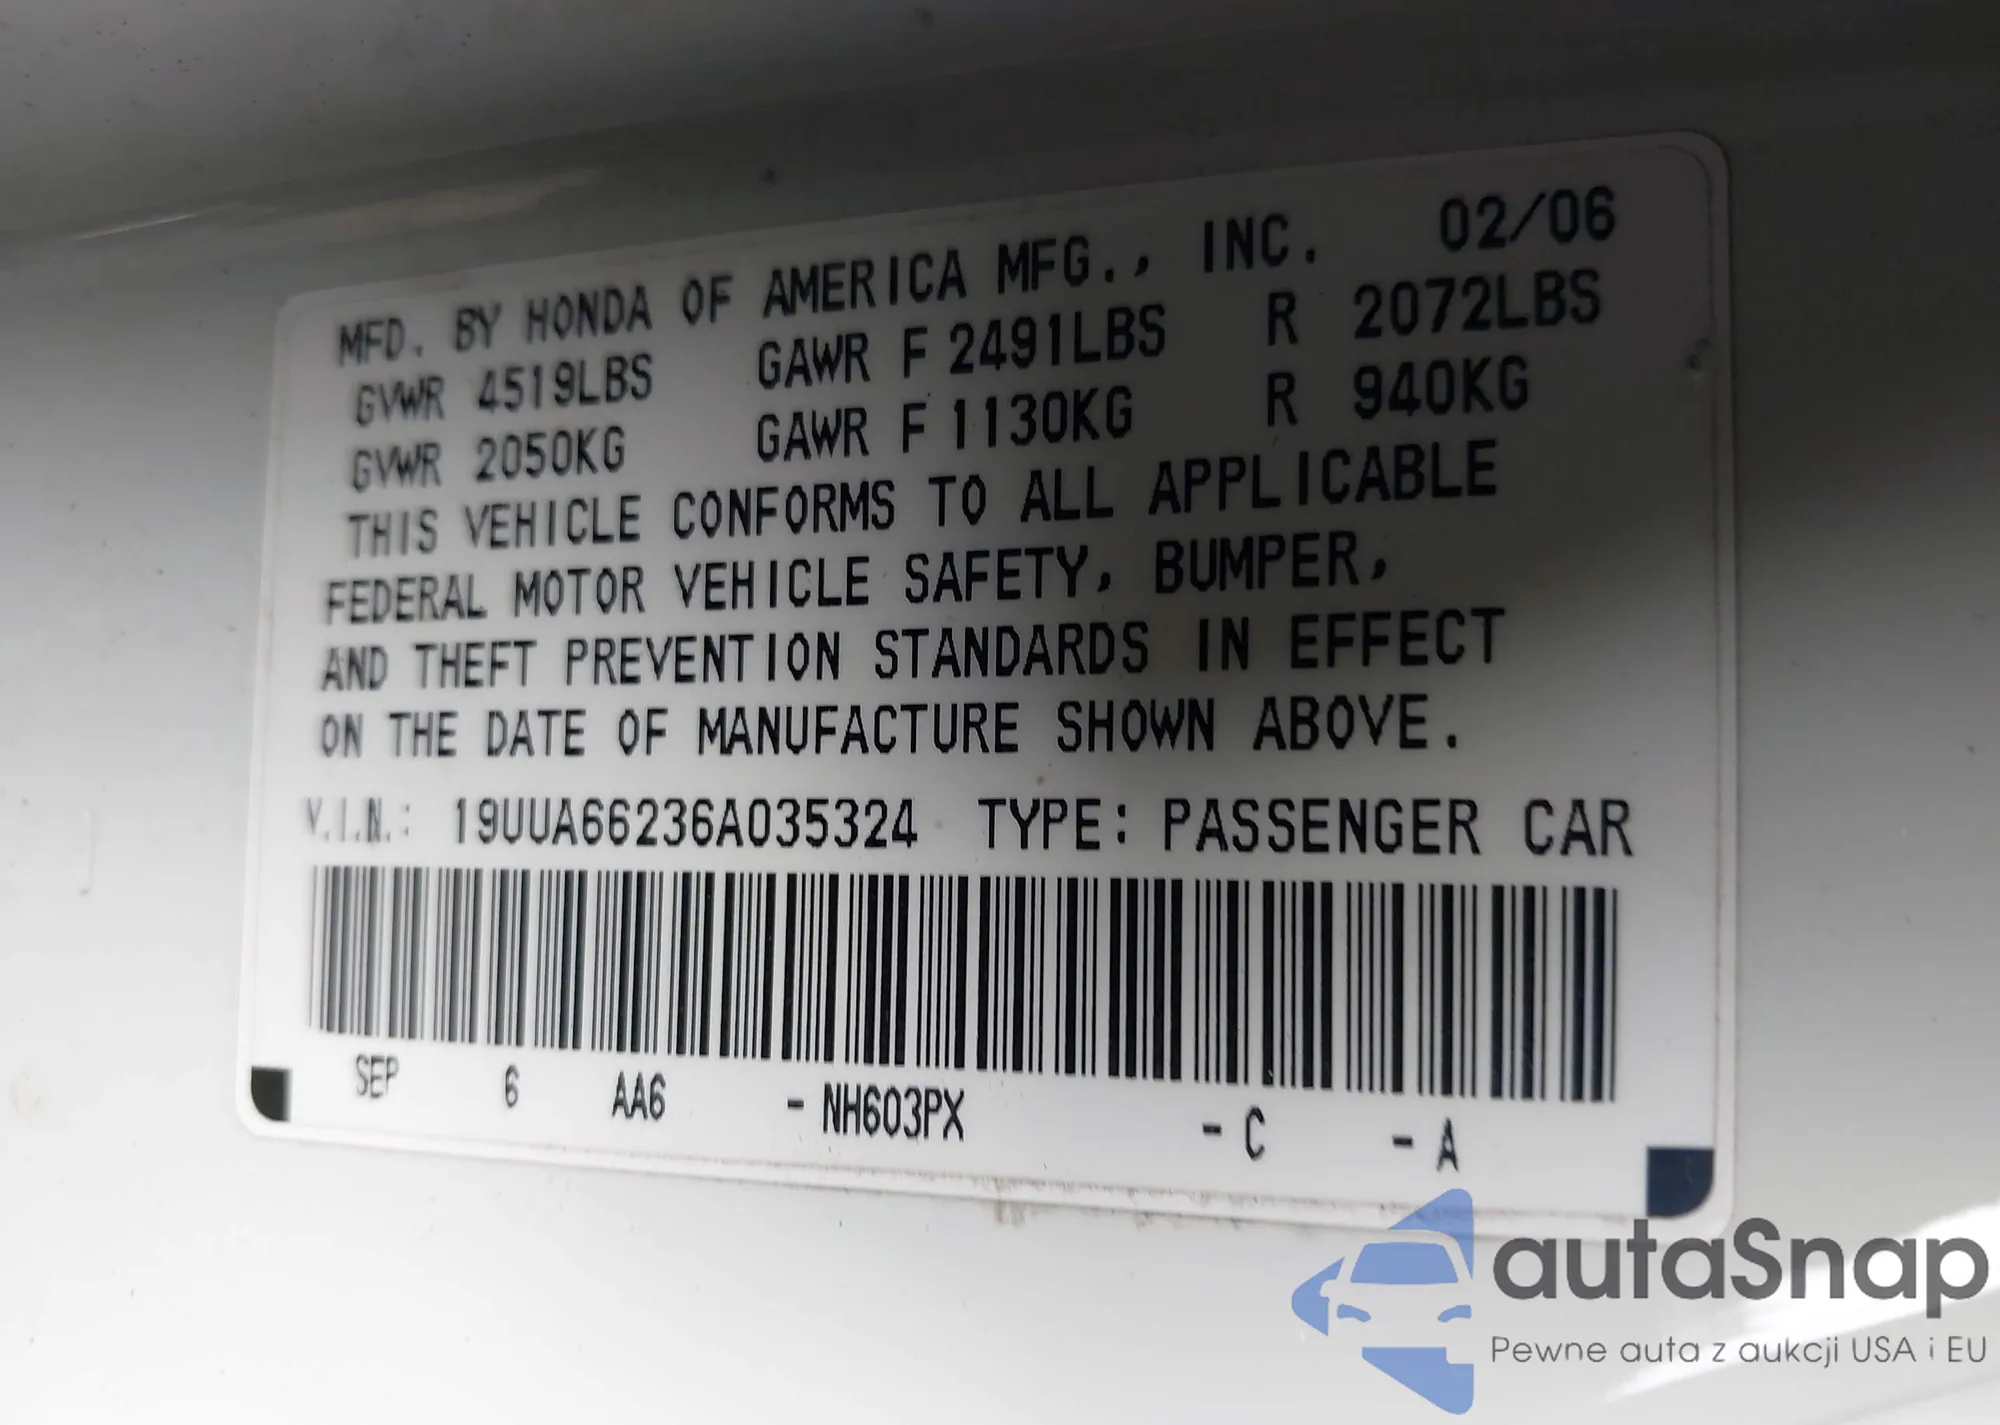 MFD. BY HONDA OF AMERICA MFG., INC. 02/06
GVWR 4519LBS GAWR F 2491LBS R 2072LBS
GVWR 2050KG GAWR F 1130KG R 940KG
THIS VEHICLE CONFORMS TO ALL APPLICABLE
FEDERAL MOTOR VEHICLE SAFETY, BUMPER,
AND THEFT PREVENTION STANDARDS IN EFFECT
ON THE DATE OF MANUFACTURE SHOWN ABOVE.
V.I.N.: 19UUA66236A035324 TYPE: PASSENGER CAR
SEP 6 AA6 - NH603PX - C - A
autaSnap
Pewne auta z aukcji USA i EU